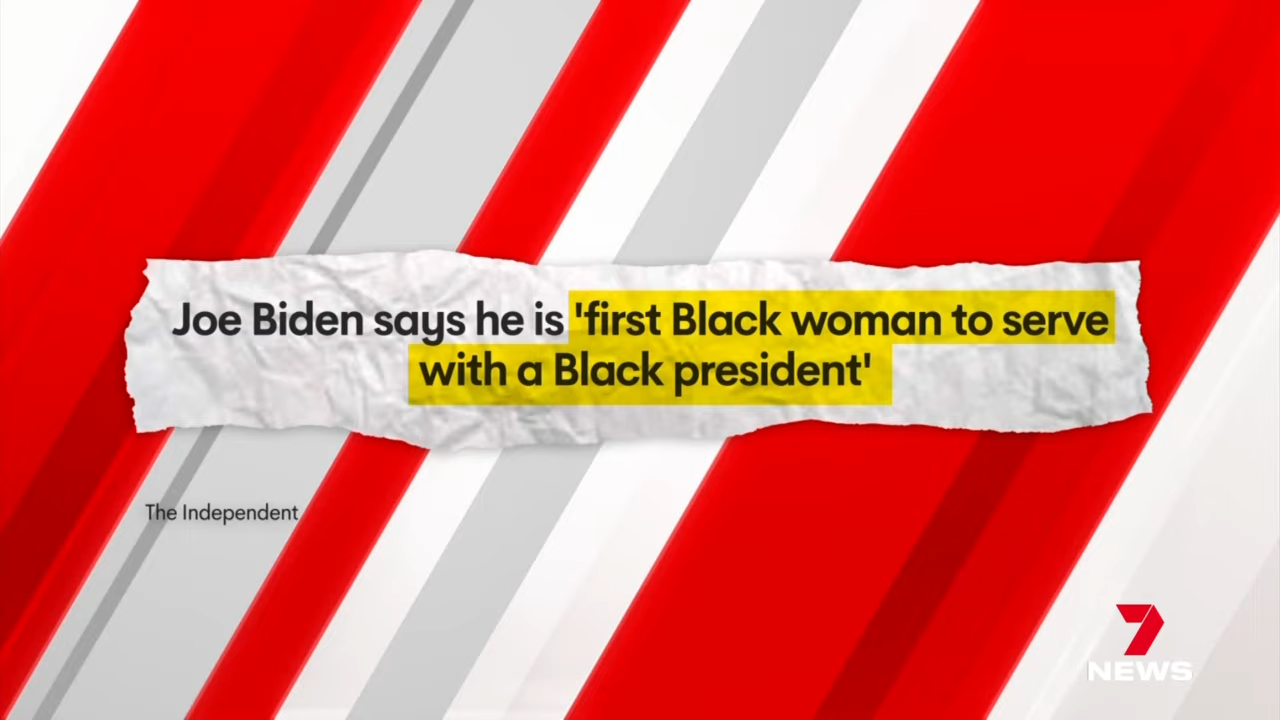 Joe Biden says he is 'first Black woman to serve
with a Black president'
The Independent
7
NEWS